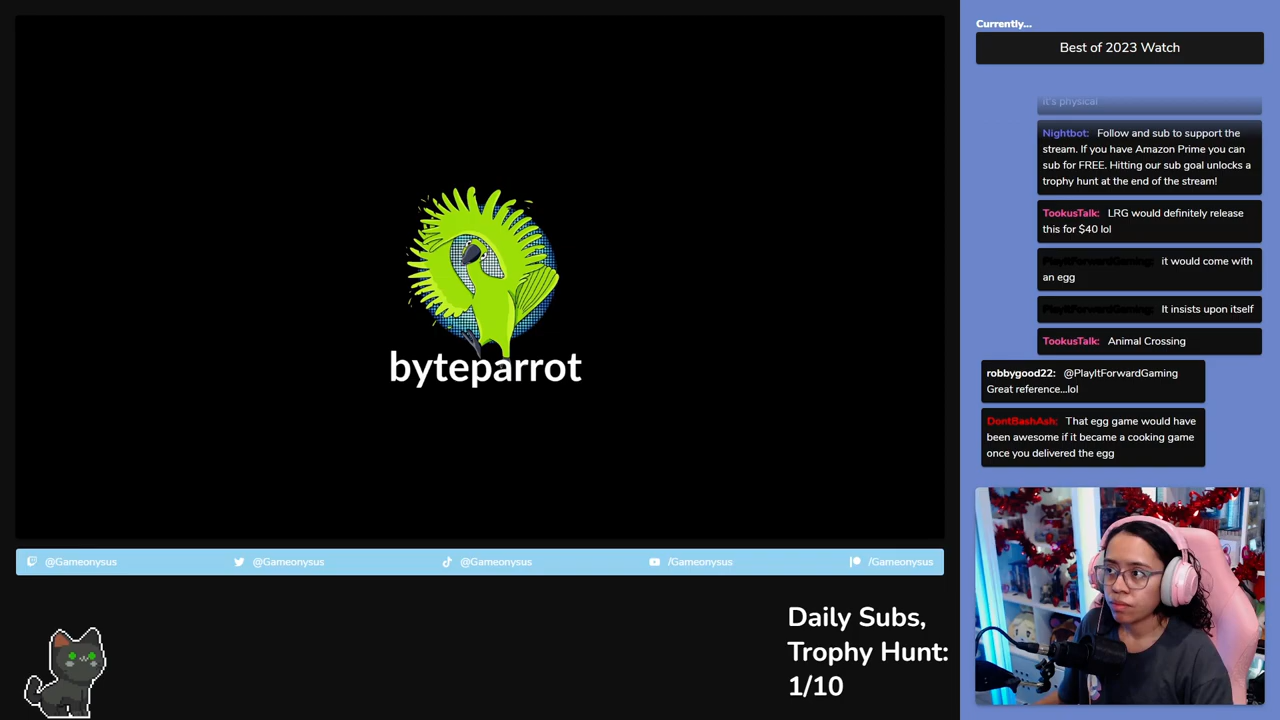 byteparrot
@Gameonysus
@Gameonysus
@Gameonysus
/Gameonysus
/Gameonysus
Daily Subs,
Trophy Hunt:
1/10
Currently...
Best of 2023 Watch
It's physical
Nightbot: Follow and sub to support the
stream. If you have Amazon Prime you can
sub for FREE. Hitting our sub goal unlocks a
trophy hunt at the end of the stream!
TookusTalk: LRG would definitely release
this for $40 lol
PlayItForwardGaming: it would come with
an egg
PlayItForwardGaming: It insists upon itself
TookusTalk: Animal Crossing
robbygood22: @PlayItForwardGaming
Great reference...lol
DontBashAsh: That egg game would have
been awesome if it became a cooking game
once you delivered the egg